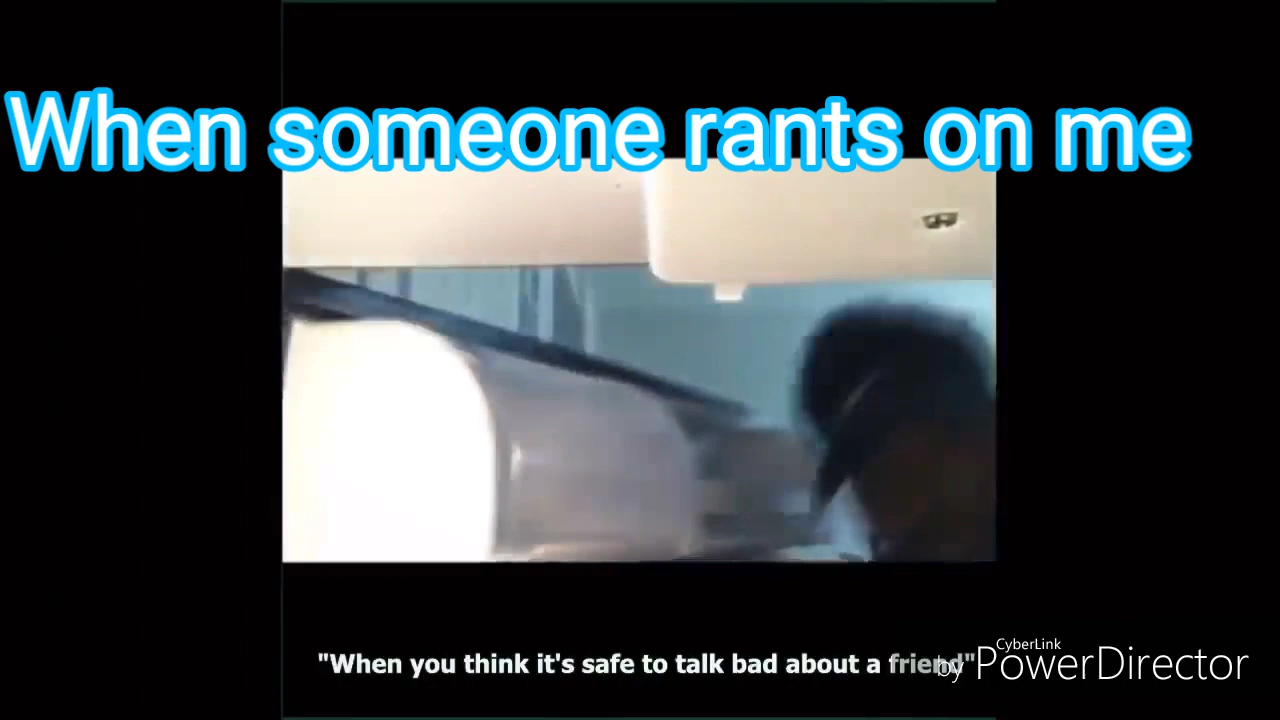 When someone rants on me
"When you think it's safe to talk bad about a friend"
CyberLink
by PowerDirector